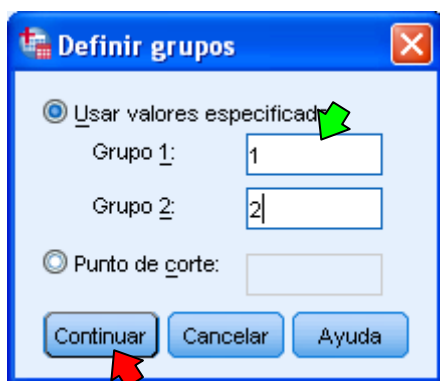 Definir grupos
Usar valores especificad
Grupo 1: 1
Grupo 2: 2
Punto de corte:
Continuar Cancelar Ayuda